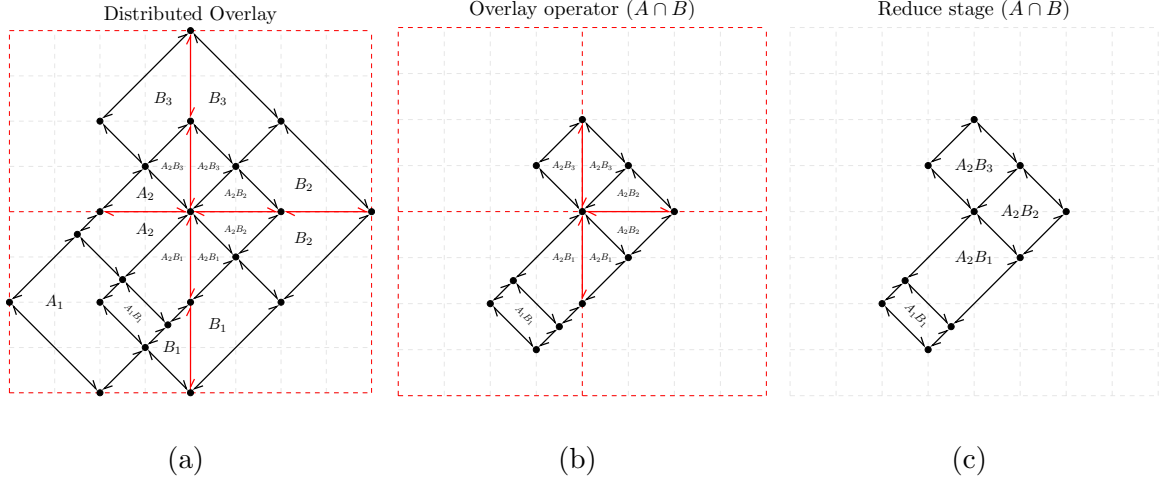 Distributed Overlay
Overlay operator (A ∩ B)
Reduce stage (A ∩ B)
B₃ B₃
A₂B₃ A₂B₃
A₂ A₂B₂ B₂
A₂ A₂B₂ B₂
A₂B₁ A₂B₁
A₁ A₁B₁ B₁
B₁
A₂B₃ A₂B₃
A₂B₂
A₂B₂
A₂B₁ A₂B₁
A₁B₁
A₂B₃
A₂B₂
A₂B₁
A₁B₁
(a)
(b)
(c)